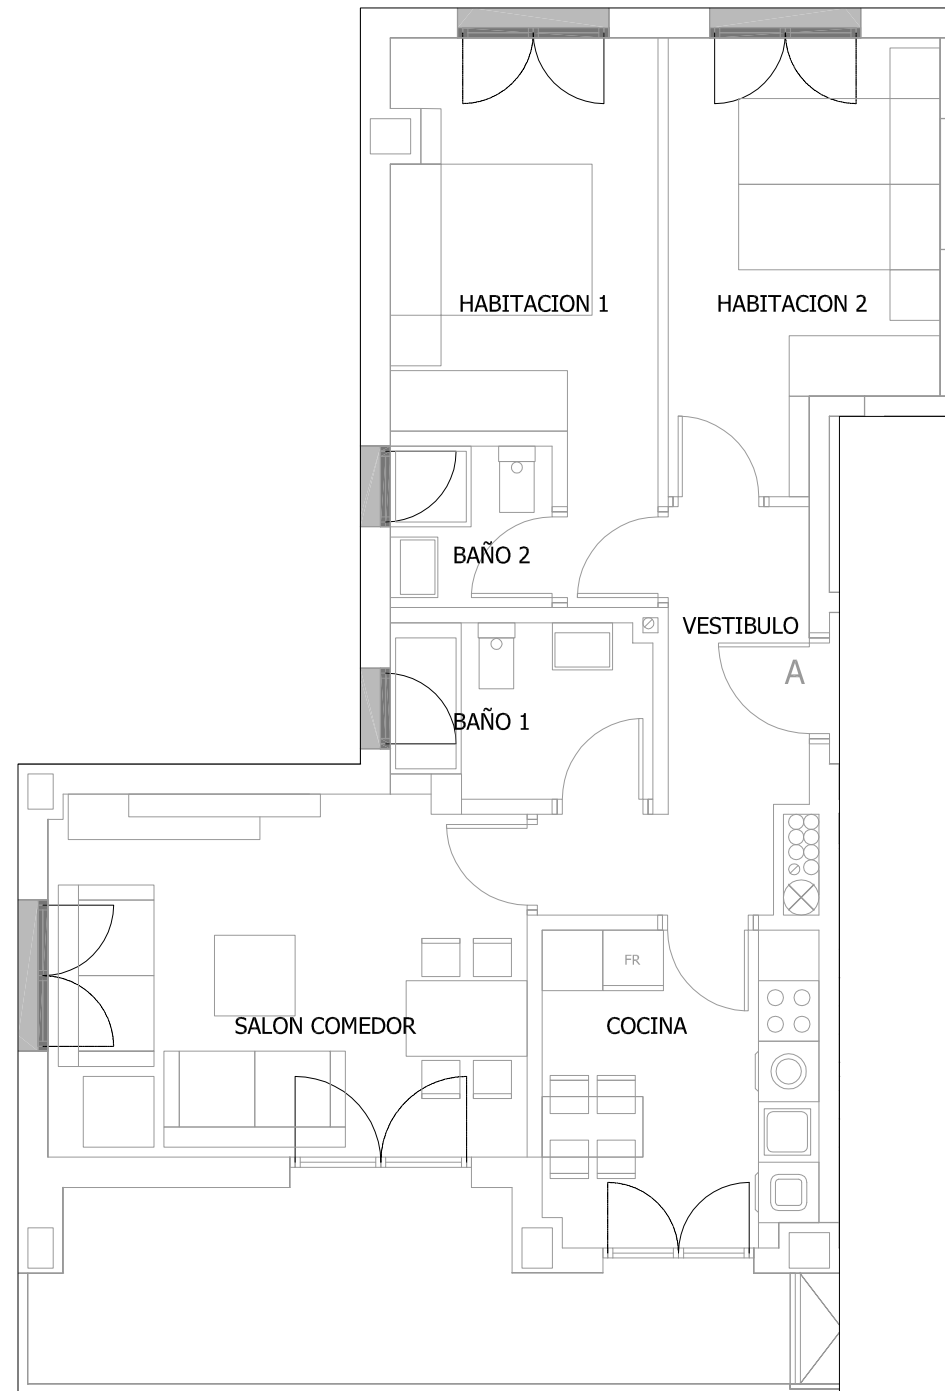 HABITACION 1
HABITACION 2
BAÑO 2
VESTIBULO
A
BAÑO 1
FR
SALON COMEDOR
COCINA